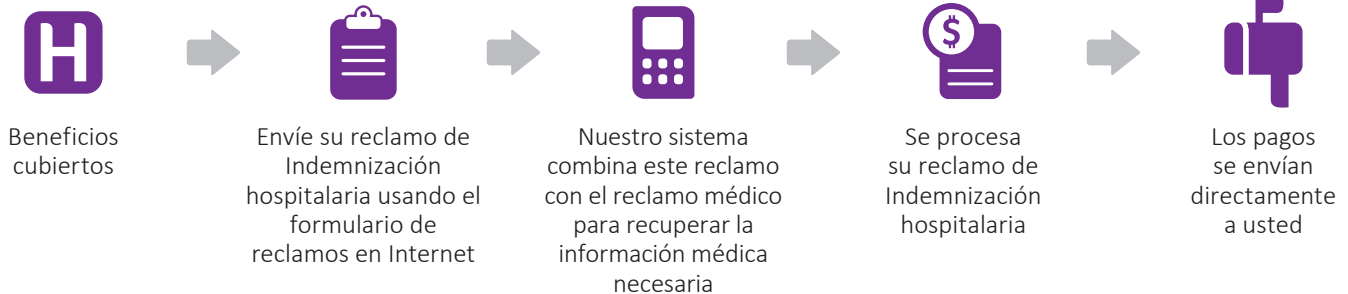 H
$
Beneficios
cubiertos
Envíe su reclamo de
Indemnización
hospitalaria usando el
formulario de
reclamos en Internet
Nuestro sistema
combina este reclamo
con el reclamo médico
para recuperar la
información médica
necesaria
Se procesa
su reclamo de
Indemnización
hospitalaria
Los pagos
se envían
directamente
a usted